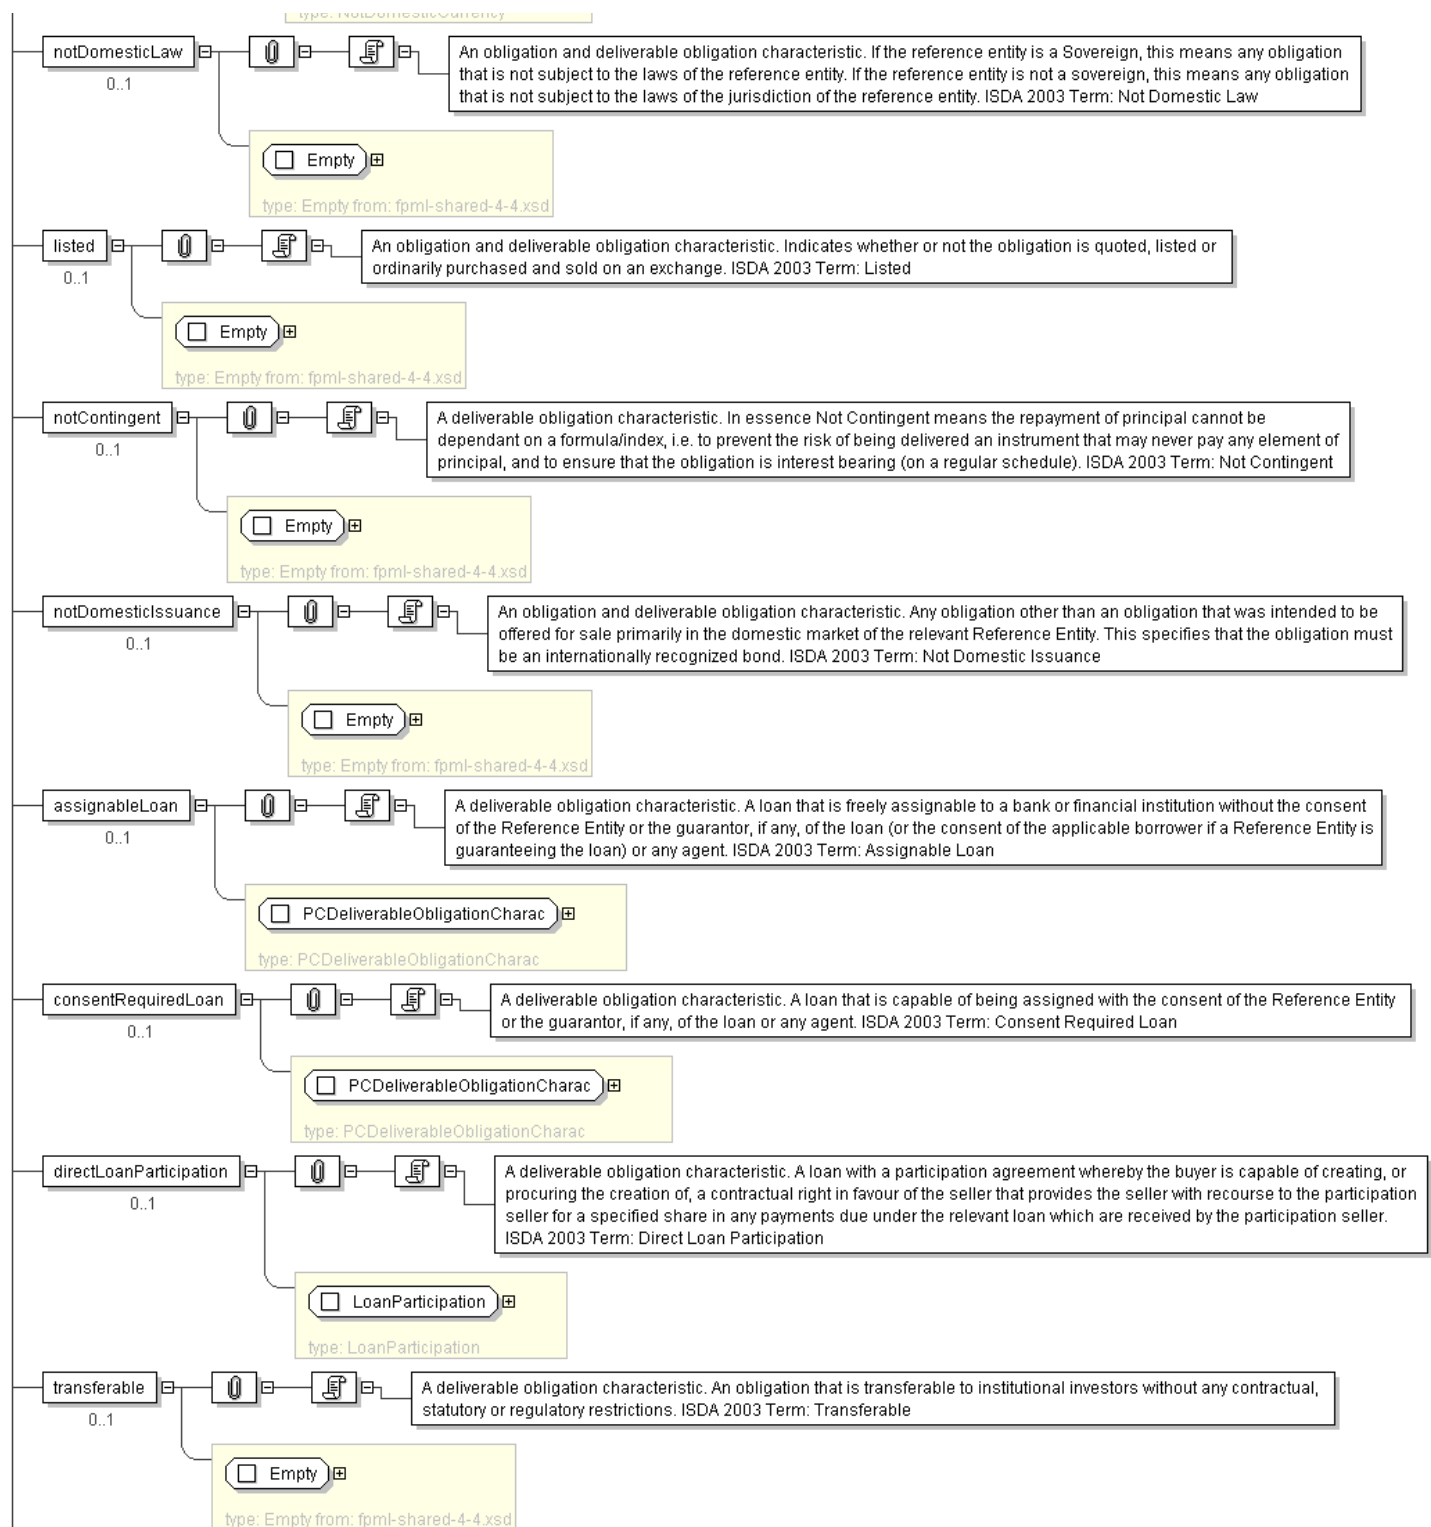 type: NotDomesticCurrency
notDomesticLaw
0..1
An obligation and deliverable obligation characteristic. If the reference entity is a Sovereign, this means any obligation
that is not subject to the laws of the reference entity. If the reference entity is not a sovereign, this means any obligation
that is not subject to the laws of the jurisdiction of the reference entity. ISDA 2003 Term: Not Domestic Law
Empty
type: Empty from: fpml-shared-4-4.xsd
listed
0..1
An obligation and deliverable obligation characteristic. Indicates whether or not the obligation is quoted, listed or
ordinarily purchased and sold on an exchange. ISDA 2003 Term: Listed
Empty
type: Empty from: fpml-shared-4-4.xsd
notContingent
0..1
A deliverable obligation characteristic. In essence Not Contingent means the repayment of principal cannot be
dependant on a formula/index, i.e. to prevent the risk of being delivered an instrument that may never pay any element of
principal, and to ensure that the obligation is interest bearing (on a regular schedule). ISDA 2003 Term: Not Contingent
Empty
type: Empty from: fpml-shared-4-4.xsd
notDomesticIssuance
0..1
An obligation and deliverable obligation characteristic. Any obligation other than an obligation that was intended to be
offered for sale primarily in the domestic market of the relevant Reference Entity. This specifies that the obligation must
be an internationally recognized bond. ISDA 2003 Term: Not Domestic Issuance
Empty
type: Empty from: fpml-shared-4-4.xsd
assignableLoan
0..1
A deliverable obligation characteristic. A loan that is freely assignable to a bank or financial institution without the consent
of the Reference Entity or the guarantor, if any, of the loan (or the consent of the applicable borrower if a Reference Entity is
guaranteeing the loan) or any agent. ISDA 2003 Term: Assignable Loan
PCDeliverableObligationCharac
type: PCDeliverableObligationCharac
consentRequiredLoan
0..1
A deliverable obligation characteristic. A loan that is capable of being assigned with the consent of the Reference Entity
or the guarantor, if any, of the loan or any agent. ISDA 2003 Term: Consent Required Loan
PCDeliverableObligationCharac
type: PCDeliverableObligationCharac
directLoanParticipation
0..1
A deliverable obligation characteristic. A loan with a participation agreement whereby the buyer is capable of creating, or
procuring the creation of, a contractual right in favour of the seller that provides the seller with recourse to the participation
seller for a specified share in any payments due under the relevant loan which are received by the participation seller.
ISDA 2003 Term: Direct Loan Participation
LoanParticipation
type: LoanParticipation
transferable
0..1
A deliverable obligation characteristic. An obligation that is transferable to institutional investors without any contractual,
statutory or regulatory restrictions. ISDA 2003 Term: Transferable
Empty
type: Empty from: fpml-shared-4-4.xsd